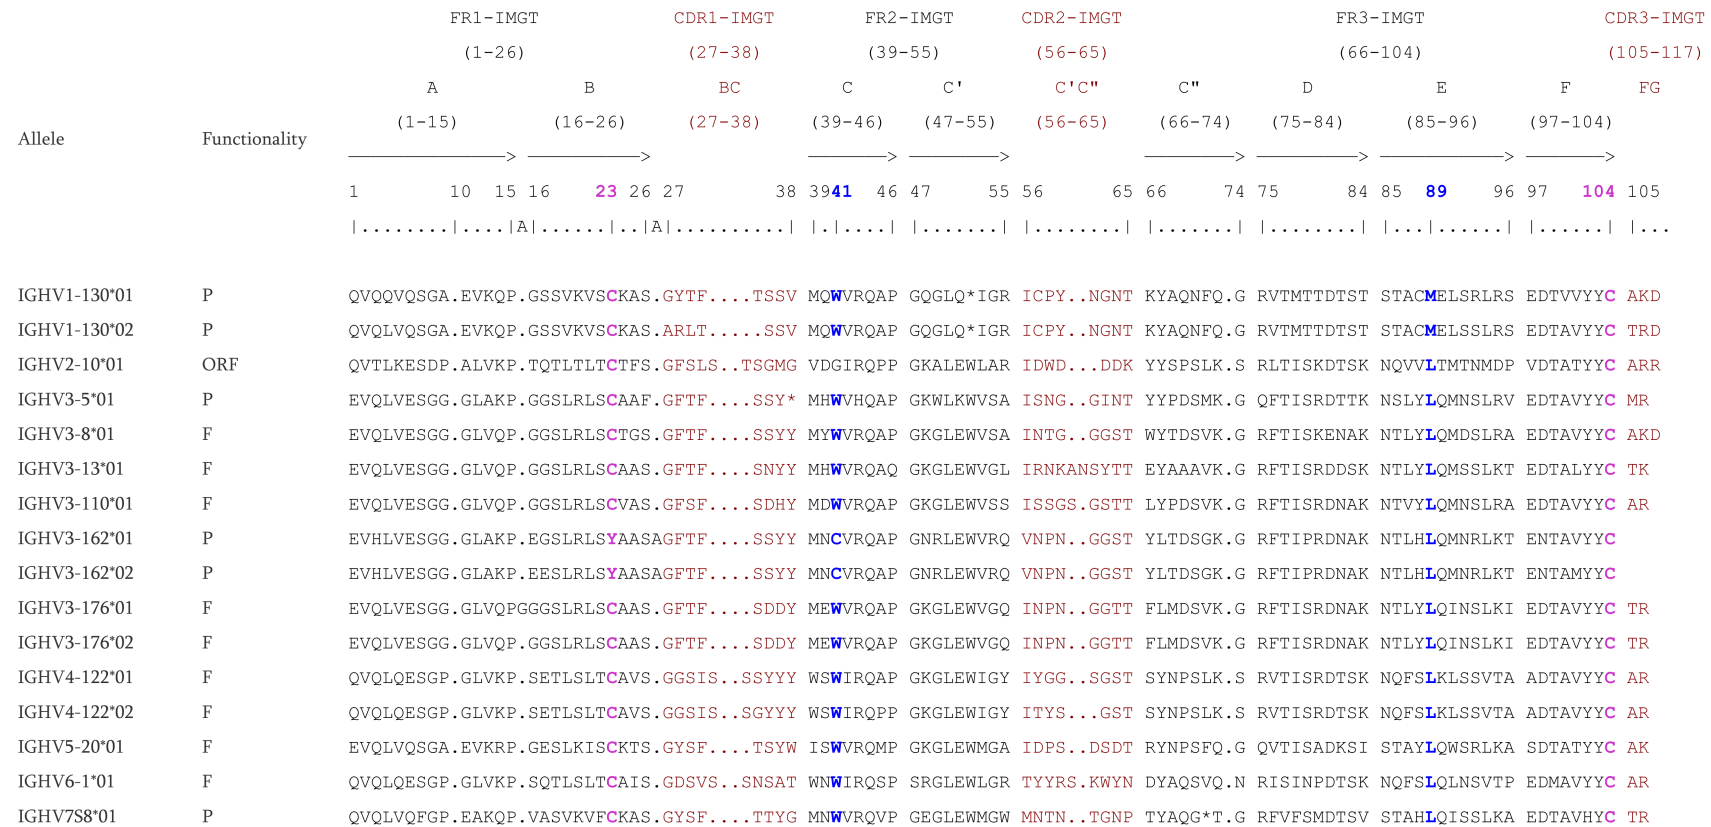 FR1-IMGT CDR1-IMGT FR2-IMGT CDR2-IMGT FR3-IMGT CDR3-IMGT
(1-26) (27-38) (39-55) (56-65) (66-104) (105-117)
A B BC C C' C'C" C" D E F FG
(1-15) (16-26) (27-38) (39-46) (47-55) (56-65) (66-74) (75-84) (85-96) (97-104)
Allele Functionality
——————————————> ——————————> ———————> ————————> ————————> —————————> ———————————> ———————>
1 10 15 16 23 26 27 38 39 41 46 47 55 56 65 66 74 75 84 85 89 96 97 104 105
|........|....|A|......|..|A|..........| |.|....| |.......| |........| |.......| |........| |...|......| |......| |...
IGHV1-130*01 P QVQQVQSGA.EVKQP.GSSVKVSCKAS.GYTF....TSSV MQWVRQAP GQGLQ*IGR ICPY..NGNT KYAQNFQ.G RVTMTTDTST STACMELSRLRS EDTVVYYC AKD
IGHV1-130*02 P QVQLVQSGA.EVKQP.GSSVKVSCKAS.ARLT.....SSV MQWVRQAP GQGLQ*IGR ICPY..NGNT KYAQNFQ.G RVTMTTDTST STACMELSSLRS EDTAVYYC TRD
IGHV2-10*01 ORF QVTLKESDP.ALVKP.TQTLTLTCTFS.GFSLS..TSGMG VDGIRQPP GKALEWLAR IDWD...DDK YYSPSLK.S RLTISKDTSK NQVVLTMTNMDP VDTATYYC ARR
IGHV3-5*01 P EVQLVESGG.GLAKP.GGSLRLSCAAF.GFTF....SSY* MHWVHQAP GKWLKWVSA ISNG..GINT YYPDSMK.G QFTISRDTTK NSLYLQMNSLRV EDTAVYYC MR
IGHV3-8*01 F EVQLVESGG.GLVQP.GGSLRLSCTGS.GFTF....SSYY MYWVRQAP GKGLEWVSA INTG..GGST WYTDSVK.G RFTISKENAK NTLYLQMDSLRA EDTAVYYC AKD
IGHV3-13*01 F EVQLVESGG.GLVQP.GGSLRLSCAAS.GFTF....SNYY MHWVRQAQ GKGLEWVGL IRNKANSYTT EYAAAVK.G RFTISRDDSK NTLYLQMSSLKT EDTALYYC TK
IGHV3-110*01 F EVQLVESGG.GLVQP.GGSLRLSCVAS.GFSF....SDHY MDWVRQAP GKGLEWVSS ISSGS.GSTT LYPDSVK.G RFTISRDNAK NTVYLQMNSLRA EDTAVYYC AR
IGHV3-162*01 P EVHLVESGG.GLAKP.EGSLRLSYAASAGFTF....SSYY MNCVRQAP GNRLEWVRQ VNPN..GGST YLTDSGK.G RFTIPRDNAK NTLHLQMNRLKT ENTAVYYC
IGHV3-162*02 P EVHLVESGG.GLAKP.EESLRLSYAASAGFTF....SSYY MNCVRQAP GNRLEWVRQ VNPN..GGST YLTDSGK.G RFTIPRDNAK NTLHLQMNRLKT ENTAMYYC
IGHV3-176*01 F EVQLVESGG.GLVQPGGGSLRLSCAAS.GFTF....SDDY MEWVRQAP GKGLEWVGQ INPN..GGTT FLMDSVK.G RFTISRDNAK NTLYLQINSLKI EDTAVYYC TR
IGHV3-176*02 F EVQLVESGG.GLVQP.GGSLRLSCAAS.GFTF....SDDY MEWVRQAP GKGLEWVGQ INPN..GGTT FLMDSVK.G RFTISRDNAK NTLYLQINSLKI EDTAVYYC TR
IGHV4-122*01 F QVQLQESGP.GLVKP.SETLSLTCAVS.GGSIS..SSYYY WSWIRQAP GKGLEWIGY IYGG..SGST SYNPSLK.S RVTISRDTSK NQFSLKLSSVTA ADTAVYYC AR
IGHV4-122*02 F QVQLQESGP.GLVKP.SETLSLTCAVS.GGSIS..SGYYY WSWIRQPP GKGLEWIGY ITYS...GST SYNPSLK.S RVTISRDTSK NQFSLKLSSVTA ADTAVYYC AR
IGHV5-20*01 F EVQLVQSGA.EVKRP.GESLKISCKTS.GYSF....TSYW ISWVRQMP GKGLEWMGA IDPS..DSDT RYNPSFQ.G QVTISADKSI STAYLQWSRLKA SDTATYYC AK
IGHV6-1*01 F QVQLQESGP.GLVKP.SQTLSLTCAIS.GDSVS..SNSAT WNWIRQSP SRGLEWLGR TYYRS.KWYN DYAQSVQ.N RISINPDTSK NQFSLQLNSVTP EDMAVYYC AR
IGHV7S8*01 P QVQLVQFGP.EAKQP.VASVKVFCKAS.GYSF....TTYG MNWVRQVP GEGLEWMGW MNTN..TGNP TYAQG*T.G RFVFSMDTSV STAHLQISSLKA EDTAVHYC TR